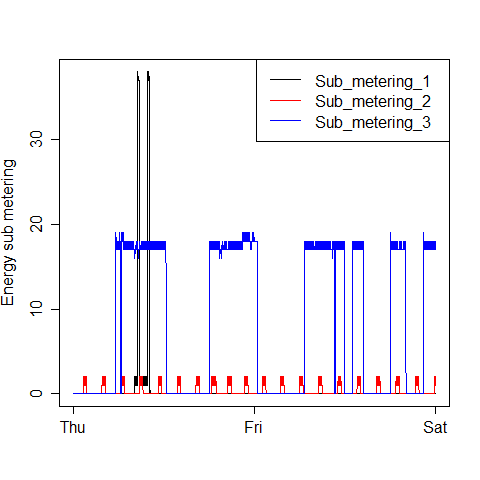 Sub_metering_1
Sub_metering_2
Sub_metering_3
Energy sub metering
30
20
10
0
Thu Fri Sat